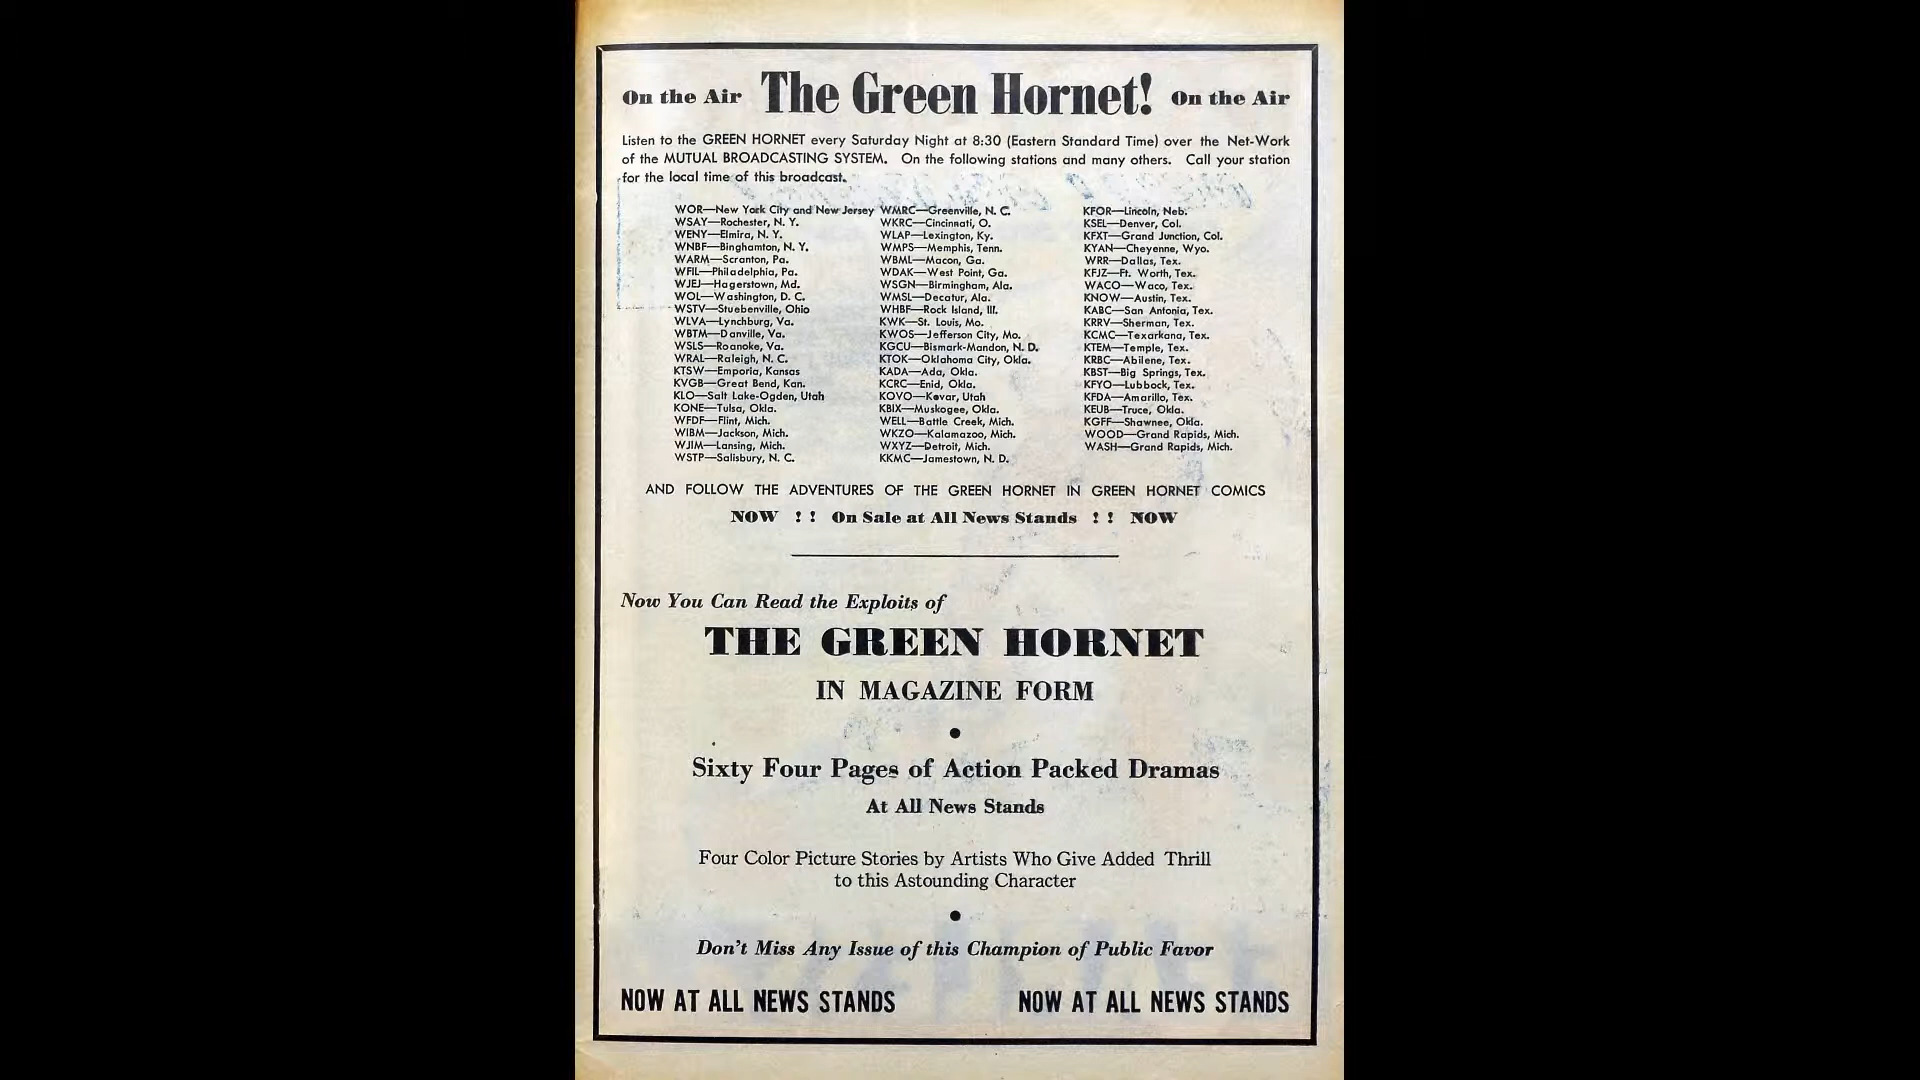 On the Air The Green Hornet! On the Air
Listen to the GREEN HORNET every Saturday Night at 8:30 (Eastern Standard Time) over the Net-Work
of the MUTUAL BROADCASTING SYSTEM. On the following stations and many others. Call your station
for the local time of this broadcast.
WOR—New York City and New Jersey
WSAY—Rochester, N. Y.
WENY—Elmira, N. Y.
WNBF—Binghamton, N. Y.
WARM—Scranton, Pa.
WFIL—Philadelphia, Pa.
WJEJ—Hagerstown, Md.
WOL—Washington, D. C.
WSTV—Stuebenville, Ohio
WLVA—Lynchburg, Va.
WBTM—Danville, Va.
WSLS—Roanoke, Va.
WRAL—Raleigh, N. C.
KTSW—Emporia, Kansas
KVGB—Great Bend, Kan.
KLO—Salt Lake-Ogden, Utah
KONE—Tulsa, Okla.
WFDF—Flint, Mich.
WIBM—Jackson, Mich.
WJIM—Lansing, Mich.
WSTP—Salisbury, N. C.
WMRC—Greenville, N. C.
WKRC—Cincinnati, O.
WLAP—Lexington, Ky.
WMPS—Memphis, Tenn.
WBML—Macon, Ga.
WDAK—West Point, Ga.
WSGN—Birmingham, Ala.
WMSL—Decatur, Ala.
WHBF—Rock Island, Ill.
KWK—St. Louis, Mo.
KWOS—Jefferson City, Mo.
KGCU—Bismark-Mandon, N. D.
KTOK—Oklahoma City, Okla.
KADA—Ada, Okla.
KCRC—Enid, Okla.
KOVO—Kovar, Utah
KBIX—Muskogee, Okla.
WELL—Battle Creek, Mich.
WKZO—Kalamazoo, Mich.
WXYZ—Detroit, Mich.
KKMC—Jamestown, N. D.
KFOR—Lincoln, Neb.
KSEL—Denver, Col.
KFXT—Grand Junction, Col.
KYAN—Cheyenne, Wyo.
WRR—Dallas, Tex.
KFJZ—Ft. Worth, Tex.
WACO—Waco, Tex.
KNOW—Austin, Tex.
KABC—San Antonia, Tex.
KRRV—Sherman, Tex.
KCMC—Texarkana, Tex.
KTEM—Temple, Tex.
KRBC—Abilene, Tex.
KBST—Big Springs, Tex.
KFYO—Lubbock, Tex.
KFDA—Amarillo, Tex.
KEUB—Truce, Okla.
KGFF—Shawnee, Okla.
WOOD—Grand Rapids, Mich.
WASH—Grand Rapids, Mich.
AND FOLLOW THE ADVENTURES OF THE GREEN HORNET IN GREEN HORNET COMICS
NOW !! On Sale at All News Stands !! NOW
Now You Can Read the Exploits of
THE GREEN HORNET
IN MAGAZINE FORM
Sixty Four Pages of Action Packed Dramas
At All News Stands
Four Color Picture Stories by Artists Who Give Added Thrill
to this Astounding Character
Don't Miss Any Issue of this Champion of Public Favor
NOW AT ALL NEWS STANDS NOW AT ALL NEWS STANDS